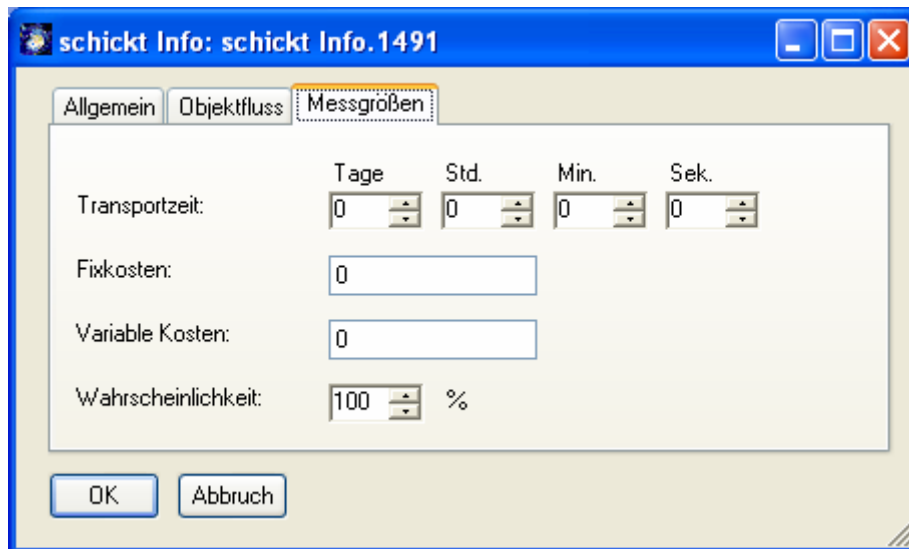 schickt Info: schickt Info.1491
Allgemein Objektfluss Messgrößen
Tage Std. Min. Sek.
Transportzeit: 0 0 0 0
Fixkosten: 0
Variable Kosten: 0
Wahrscheinlichkeit: 100 %
OK Abbruch